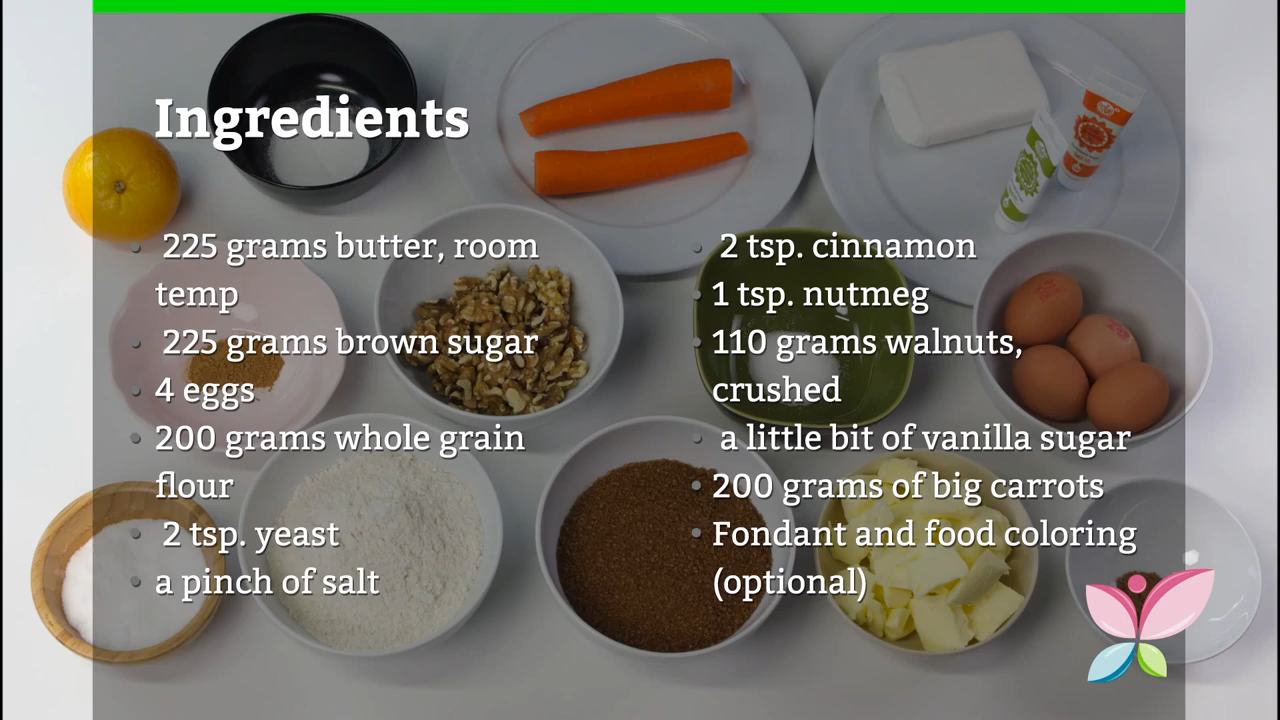 Ingredients
225 grams butter, room
temp
225 grams brown sugar
4 eggs
200 grams whole grain
flour
2 tsp. yeast
a pinch of salt
2 tsp. cinnamon
1 tsp. nutmeg
110 grams walnuts,
crushed
a little bit of vanilla sugar
200 grams of big carrots
Fondant and food coloring
(optional)